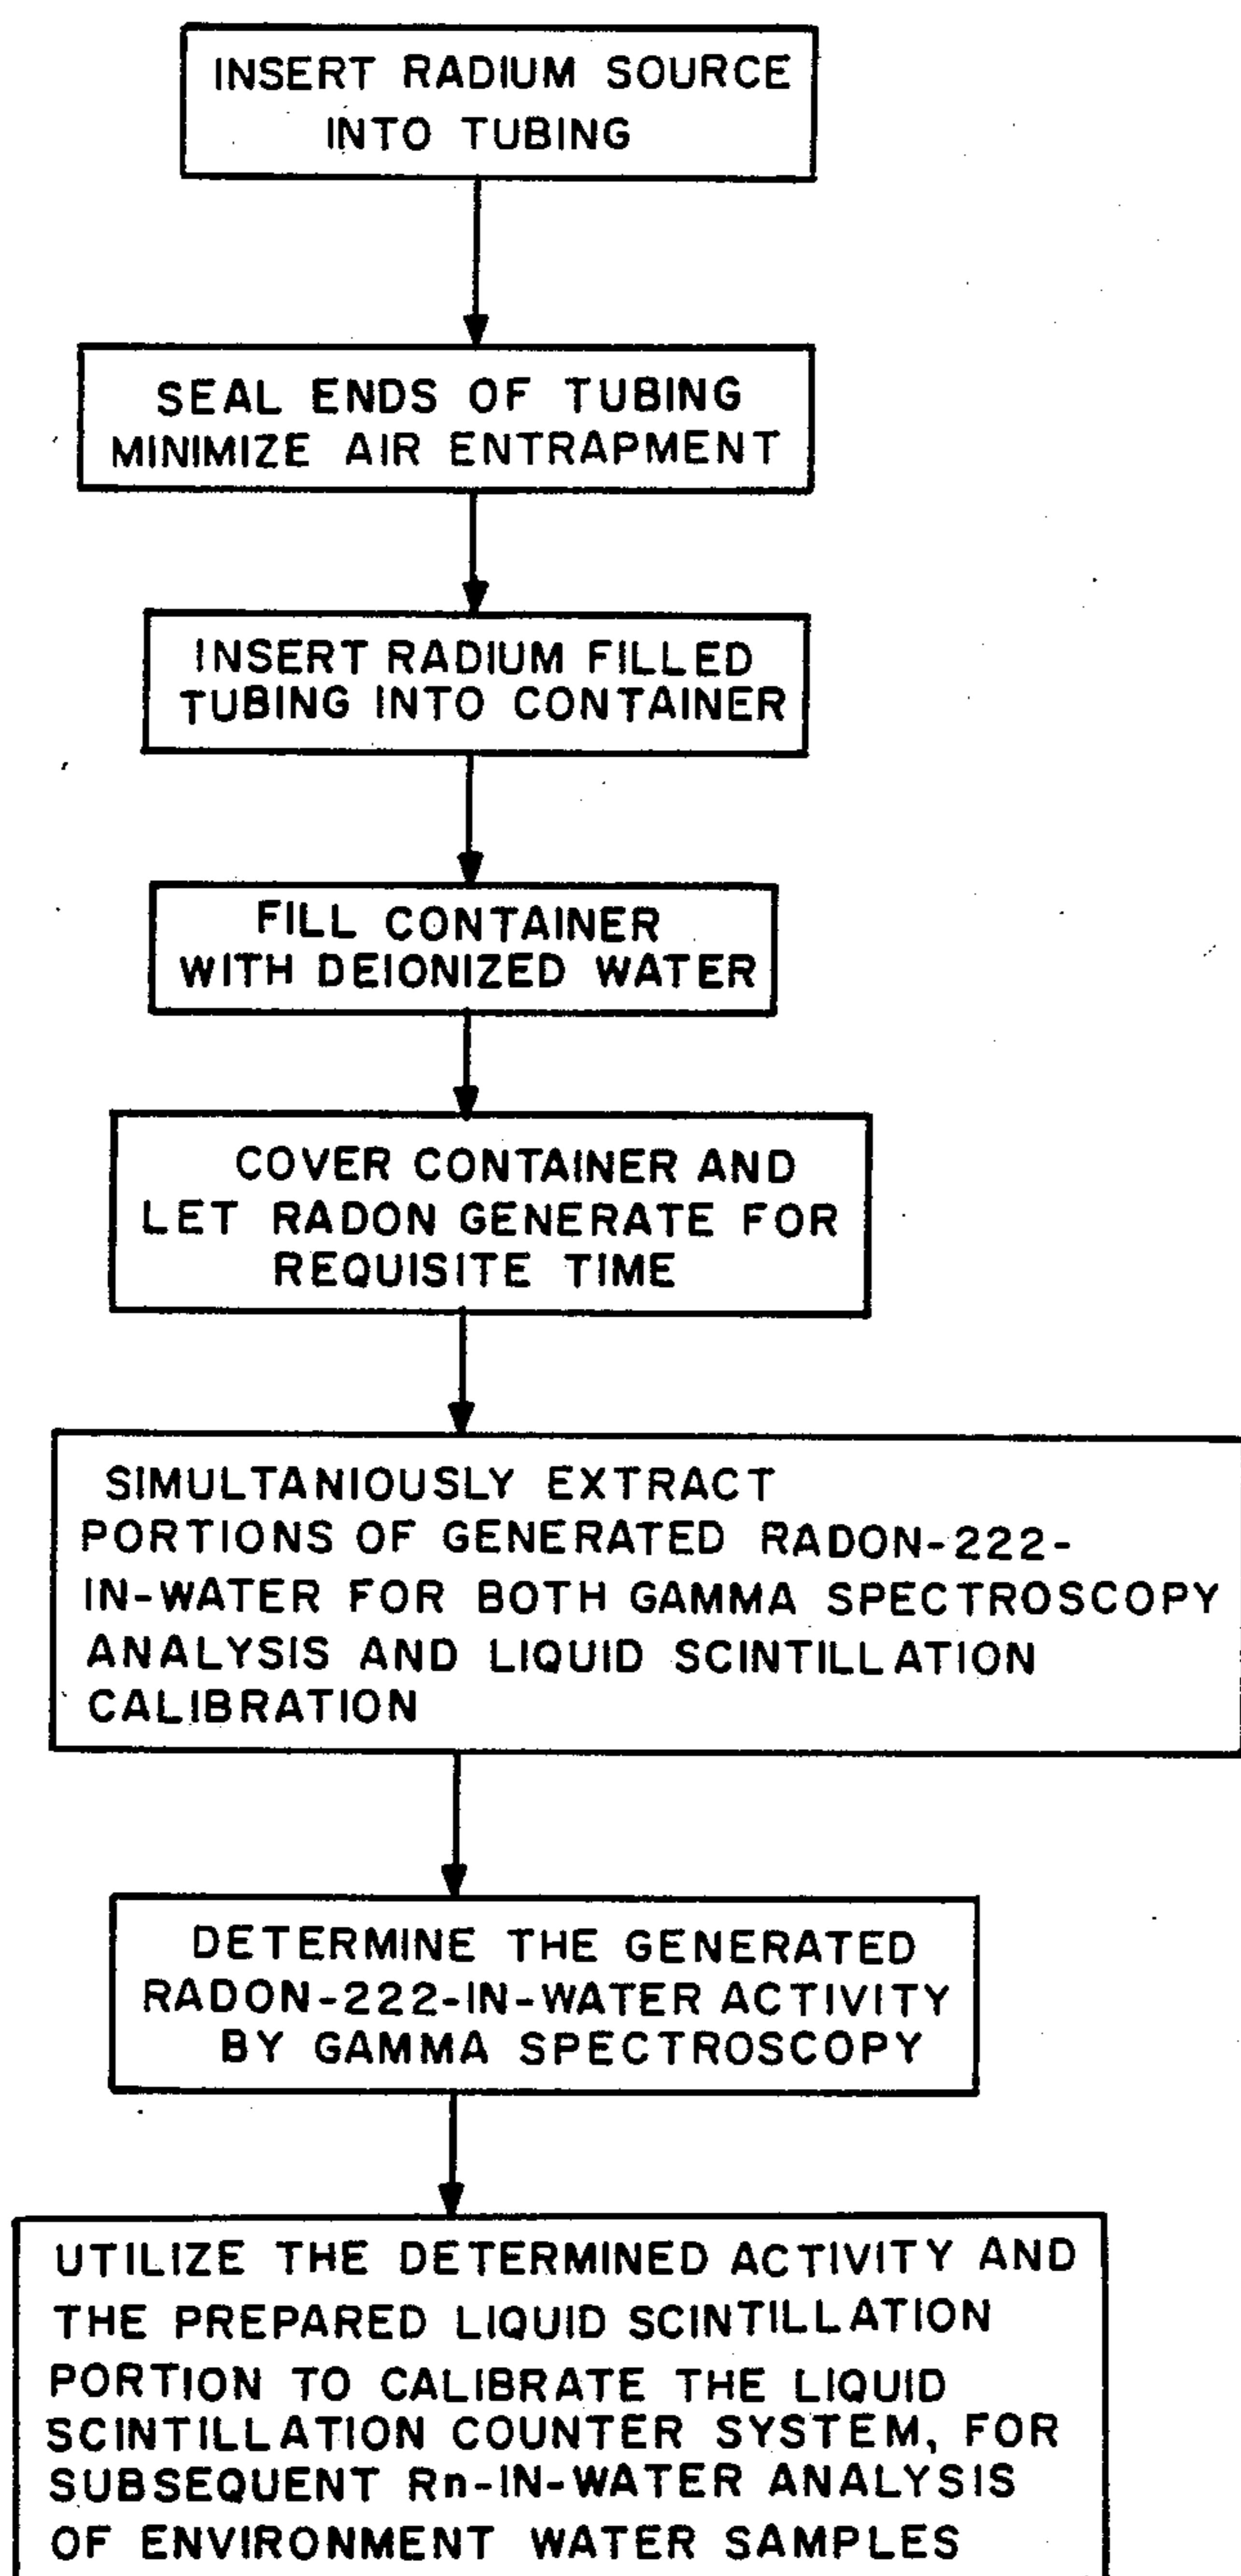 INSERT RADIUM SOURCE
INTO TUBING
SEAL ENDS OF TUBING
MINIMIZE AIR ENTRAPMENT
INSERT RADIUM FILLED
TUBING INTO CONTAINER
FILL CONTAINER
WITH DEIONIZED WATER
COVER CONTAINER AND
LET RADON GENERATE FOR
REQUISITE TIME
SIMULTANIOUSLY EXTRACT
PORTIONS OF GENERATED RADON-222-
IN-WATER FOR BOTH GAMMA SPECTROSCOPY
ANALYSIS AND LIQUID SCINTILLATION
CALIBRATION
DETERMINE THE GENERATED
RADON-222-IN-WATER ACTIVITY
BY GAMMA SPECTROSCOPY
UTILIZE THE DETERMINED ACTIVITY AND
THE PREPARED LIQUID SCINTILLATION
PORTION TO CALIBRATE THE LIQUID
SCINTILLATION COUNTER SYSTEM, FOR
SUBSEQUENT Rn-IN-WATER ANALYSIS
OF ENVIRONMENT WATER SAMPLES